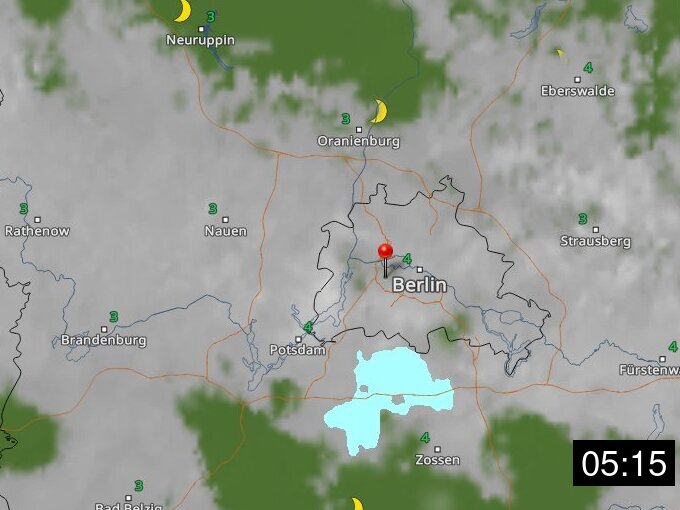 3
Neuruppin
4
Eberswalde
3
Oranienburg
3
Rathenow
3
Nauen
3
Strausberg
4
Berlin
3
Brandenburg
4
Potsdam
4
Fürstenwa
4
Zossen
05:15
3
Bad Belzig